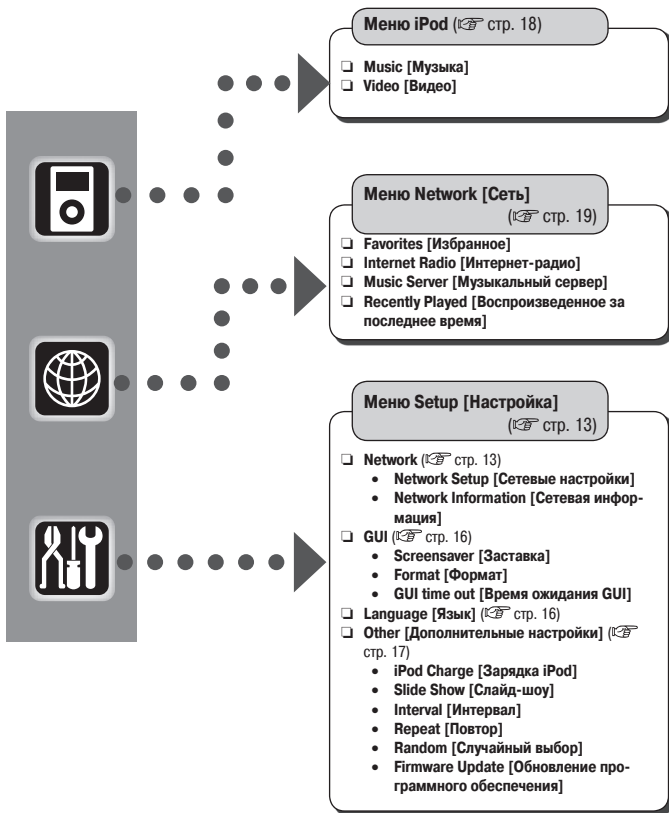 Меню iPod (☞ стр. 18)
❏ Music [Музыка]
❏ Video [Видео]
Меню Network [Сеть]
(☞ стр. 19)
❏ Favorites [Избранное]
❏ Internet Radio [Интернет-радио]
❏ Music Server [Музыкальный сервер]
❏ Recently Played [Воспроизведенное за
последнее время]
Меню Setup [Настройка]
(☞ стр. 13)
❏ Network (☞ стр. 13)
• Network Setup [Сетевые настройки]
• Network Information [Сетевая инфор-
мация]
❏ GUI (☞ стр. 16)
• Screensaver [Заставка]
• Format [Формат]
• GUI time out [Время ожидания GUI]
❏ Language [Язык] (☞ стр. 16)
❏ Other [Дополнительные настройки] (☞
стр. 17)
• iPod Charge [Зарядка iPod]
• Slide Show [Слайд-шоу]
• Interval [Интервал]
• Repeat [Повтор]
• Random [Случайный выбор]
• Firmware Update [Обновление про-
граммного обеспечения]